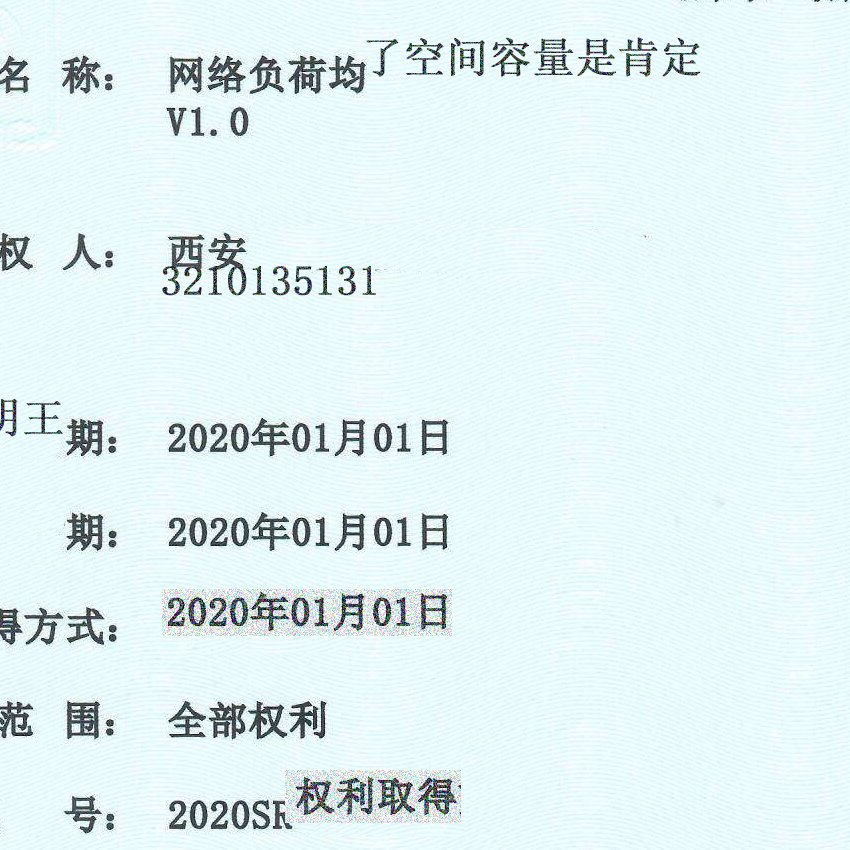 名 称： 网络负荷均了空间容量是肯定
V1.0
权 人： 西安
3210135131
明王期： 2020年01月01日
期： 2020年01月01日
得方式： 2020年01月01日
范 围： 全部权利
号： 2020SR权利取得